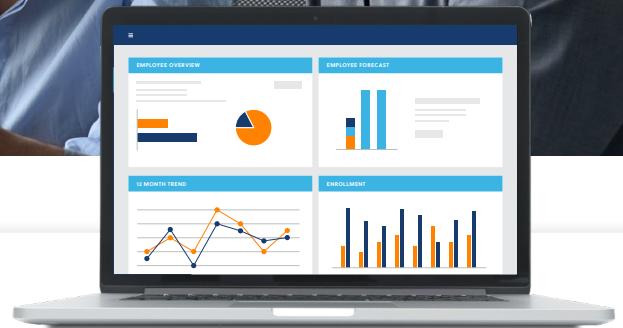 EMPLOYEE OVERVIEW
EMPLOYEE FORECAST
12 MONTH TREND
ENROLLMENT